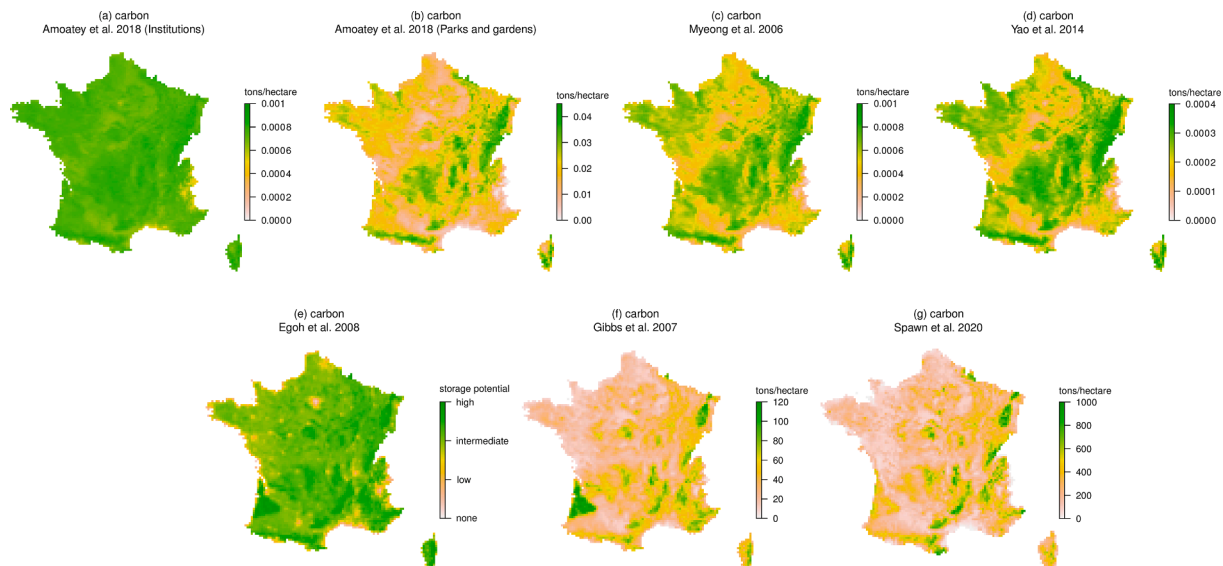 (a) carbon
Amoatey et al. 2018 (Institutions)
tons/hectare
0.001
0.0008
0.0006
0.0004
0.0002
0.0000
(b) carbon
Amoatey et al. 2018 (Parks and gardens)
tons/hectare
0.04
0.03
0.02
0.01
0.00
(c) carbon
Myeong et al. 2006
tons/hectare
0.001
0.0008
0.0006
0.0004
0.0002
0.0000
(d) carbon
Yao et al. 2014
tons/hectare
0.0004
0.0003
0.0002
0.0001
0.0000
(e) carbon
Egoh et al. 2008
storage potential
high
intermediate
low
none
(f) carbon
Gibbs et al. 2007
tons/hectare
120
100
80
60
40
20
0
(g) carbon
Spawn et al. 2020
tons/hectare
1000
800
600
400
200
0